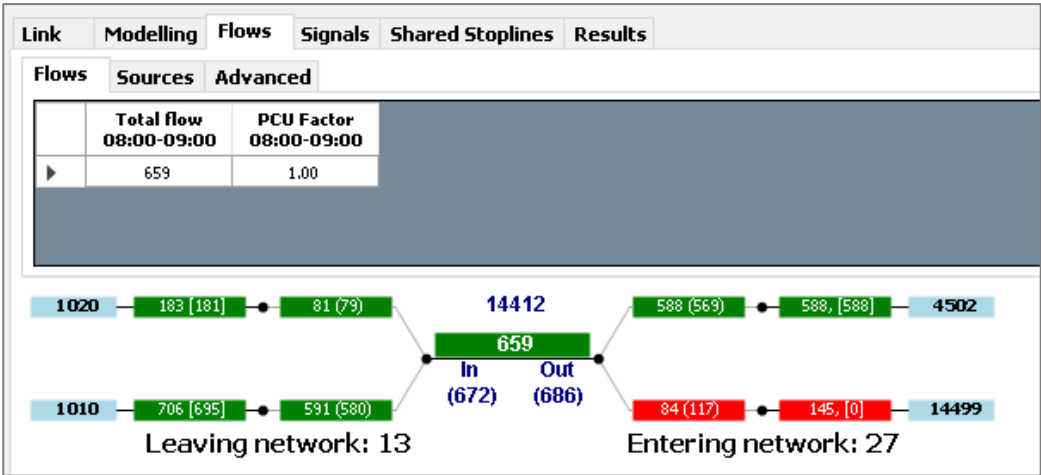 Link Modelling Flows Signals Shared Stoplines Results
Flows Sources Advanced
Total flow PCU Factor
08:00-09:00 08:00-09:00
659 1.00
1020 183 [181] 81 (79) 14412 588 (569) 588, [588] 4502
659
In Out
(672) (686)
1010 706 [695] 591 (580) 84 (117) 145, [0] 14499
Leaving network: 13 Entering network: 27